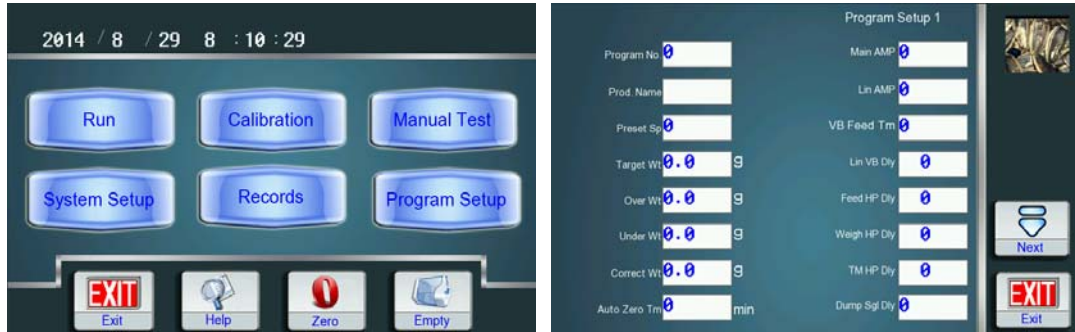 2014 / 8 / 29 8 : 10 : 29
Run
Calibration
Manual Test
System Setup
Records
Program Setup
EXIT
Exit
Help
Zero
Empty
Program Setup 1
Program No 0
Main AMP 0
Prod. Name
Lin AMP 0
Preset Sp 0
VB Feed Tm 0
Target Wt 0.0 g
Lin VB Dly 0
Over Wt 0.0 g
Feed HP Dly 0
Under Wt 0.0 g
Weigh HP Dly 0
Correct Wt 0.0 g
TM HP Dly 0
Auto Zero Tm 0 min
Dump Sgl Dly 0
Next
EXIT
Exit